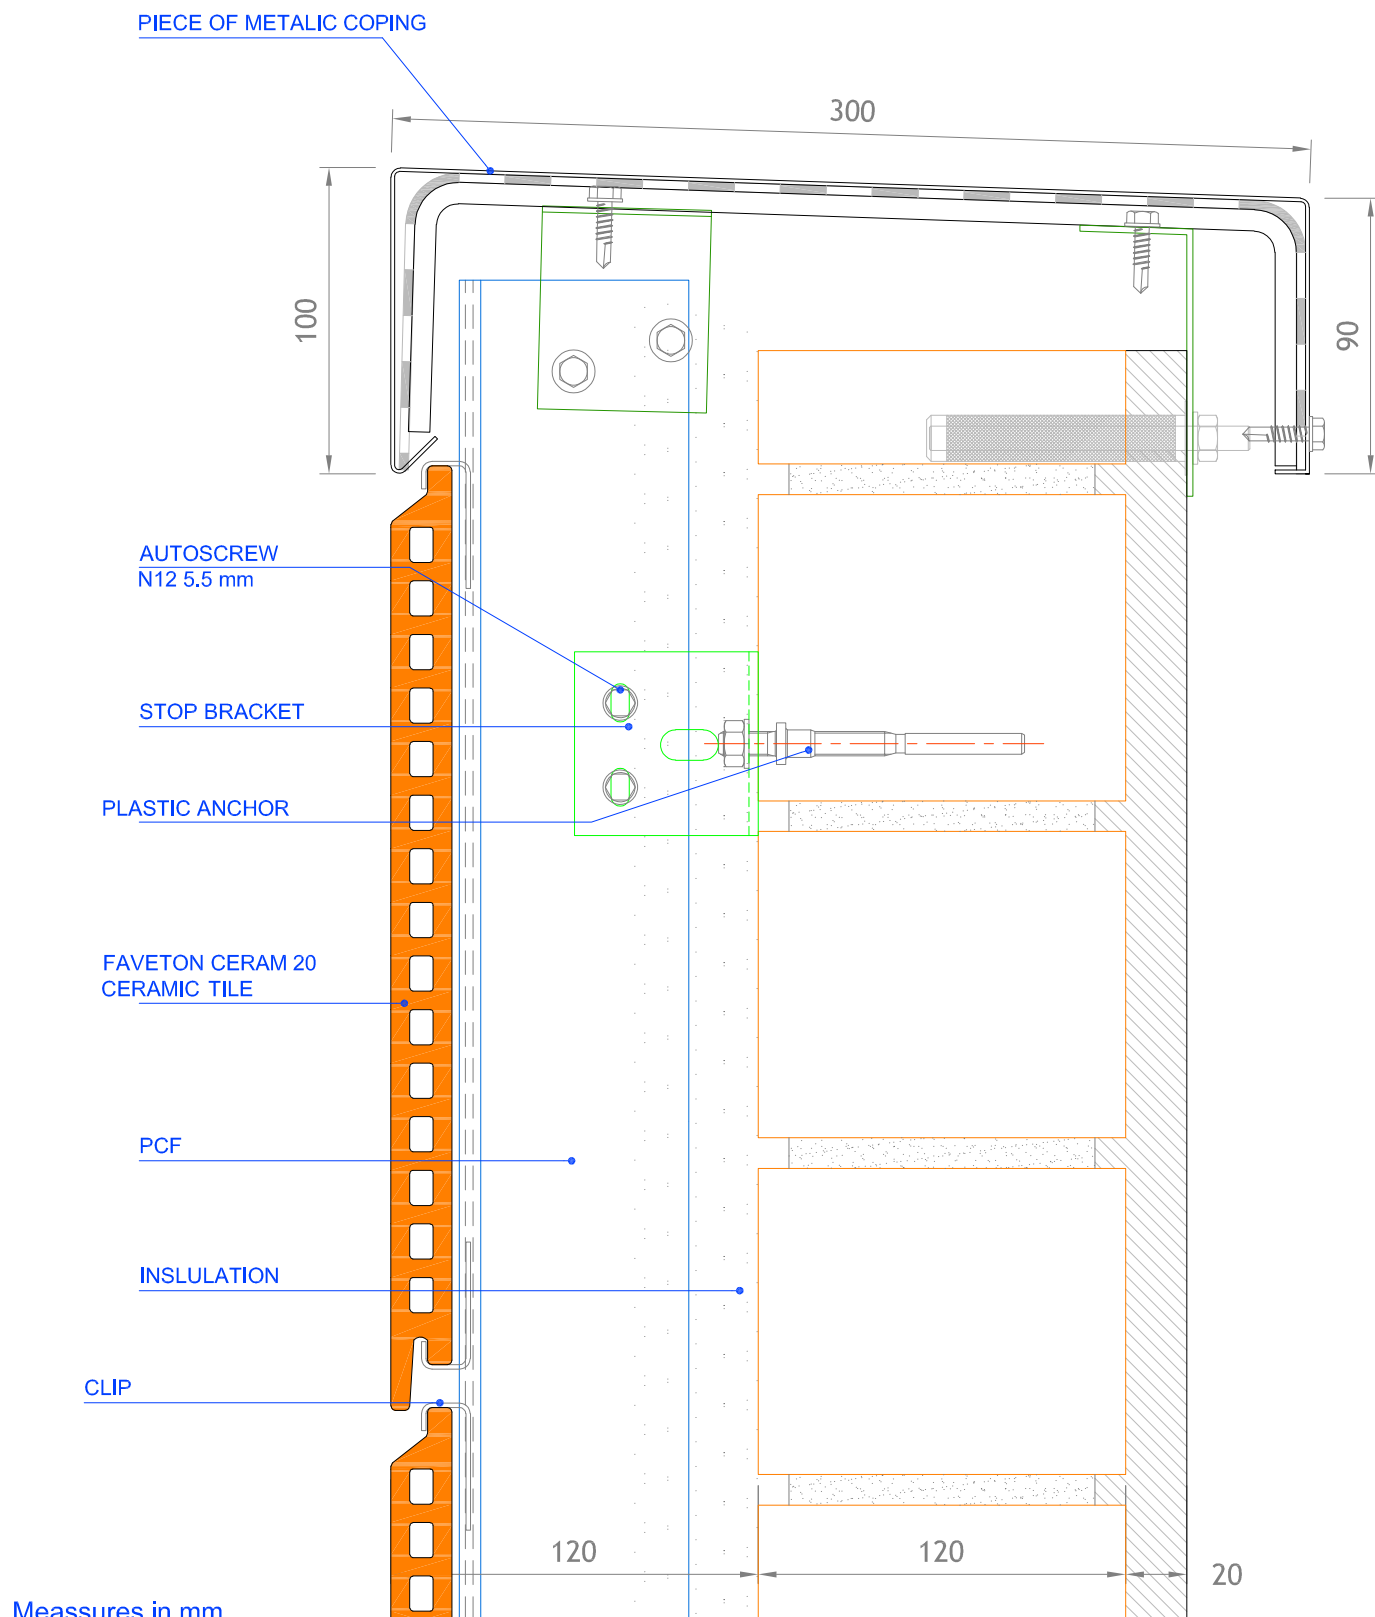 PIECE OF METALIC COPING
300
100
90
AUTOSCREW
N12 5.5 mm
STOP BRACKET
PLASTIC ANCHOR
FAVETON CERAM 20
CERAMIC TILE
PCF
INSLULATION
CLIP
120
120
20
Meassures in mm